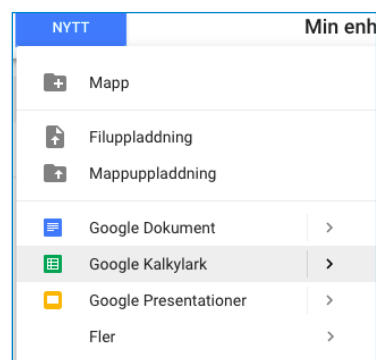 NYTT
Min enh
Mapp
Filuppladdning
Mappuppladdning
Google Dokument
Google Kalkylark
Google Presentationer
Fler